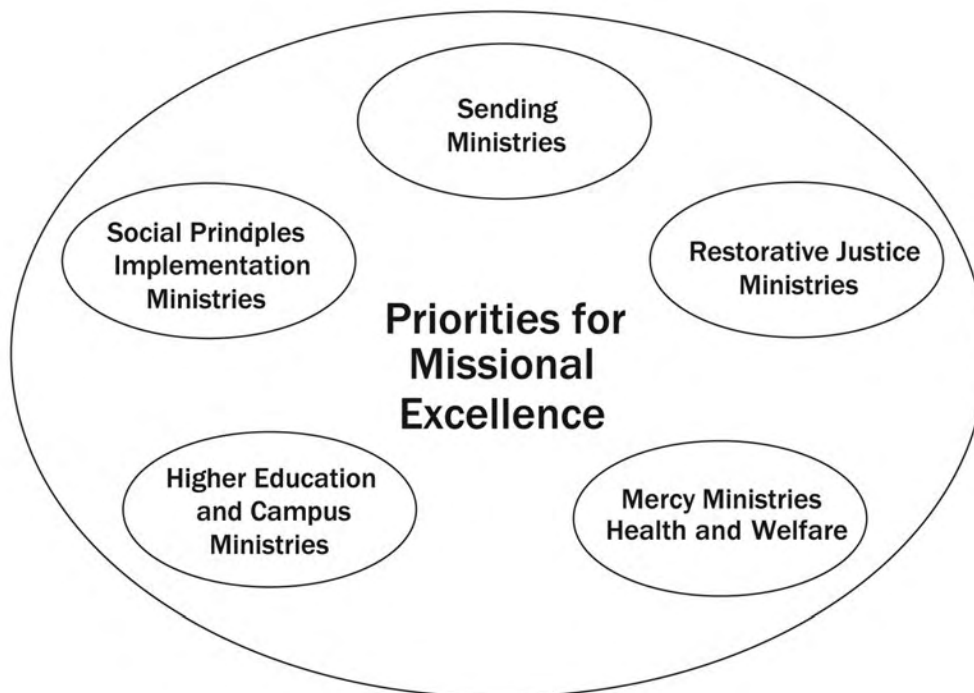 Sending
Ministries
Social Principles
Implementation
Ministries
Restorative Justice
Ministries
Priorities for
Missional
Excellence
Higher Education
and Campus
Ministries
Mercy Ministries
Health and Welfare